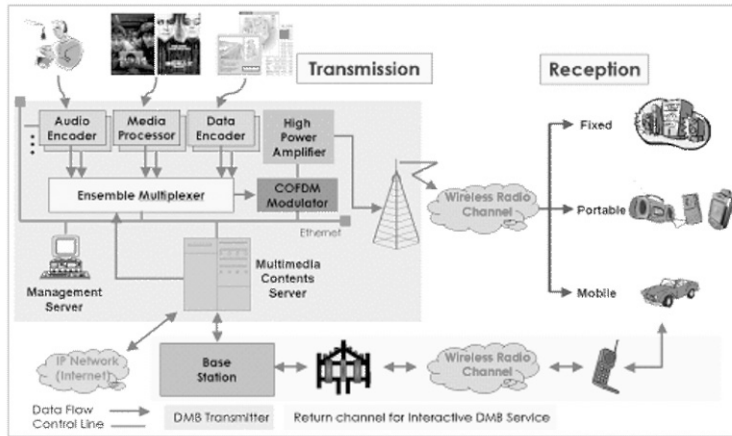 Transmission
Reception
Audio
Encoder
Media
Processor
Data
Encoder
High
Power
Amplifier
Fixed
Ensemble Multiplexer
COFDM
Modulator
Wireless Radio
Channel
Portable
Ethernet
Multimedia
Contents
Server
Management
Server
Mobile
IP Network
(Internet)
Base
Station
Wireless Radio
Channel
Data Flow
Control Line
DMB Transmitter
Return channel for Interactive DMB Service